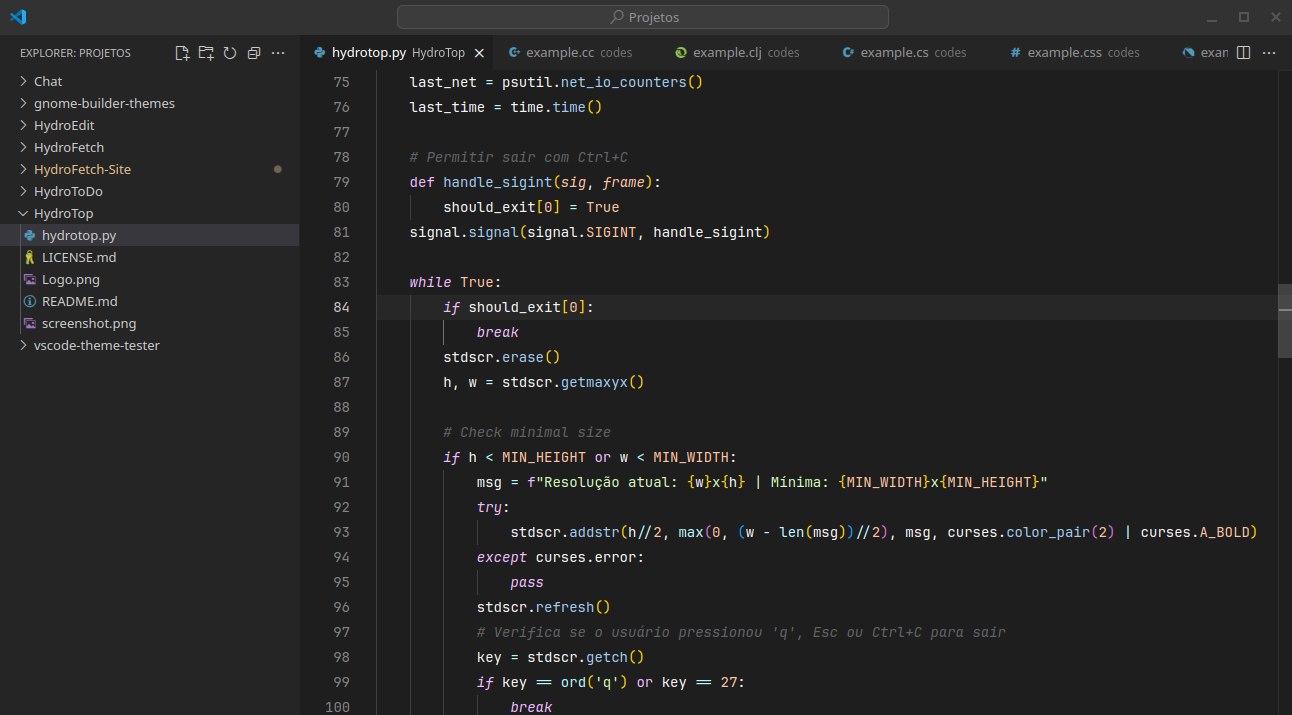 Projetos
EXPLORER: PROJETOS
Chat
gnome-builder-themes
HydroEdit
HydroFetch
HydroFetch-Site
HydroToDo
HydroTop
hydrotop.py
LICENSE.md
Logo.png
README.md
screenshot.png
vscode-theme-tester
hydrotop.py HydroTop
example.cc codes
example.clj codes
example.cs codes
example.css codes
exan
75 last_net = psutil.net_io_counters()
76 last_time = time.time()
77
78 # Permitir sair com Ctrl+C
79 def handle_sigint(sig, frame):
80 should_exit[0] = True
81 signal.signal(signal.SIGINT, handle_sigint)
82
83 while True:
84 if should_exit[0]:
85 break
86 stdscr.erase()
87 h, w = stdscr.getmaxyx()
88
89 # Check minimal size
90 if h < MIN_HEIGHT or w < MIN_WIDTH:
91 msg = f"Resolução atual: {w}x{h} | Mínima: {MIN_WIDTH}x{MIN_HEIGHT}"
92 try:
93 stdscr.addstr(h//2, max(0, (w - len(msg))//2), msg, curses.color_pair(2) | curses.A_BOLD)
94 except curses.error:
95 pass
96 stdscr.refresh()
97 # Verifica se o usuário pressionou 'q', Esc ou Ctrl+C para sair
98 key = stdscr.getch()
99 if key == ord('q') or key == 27:
100 break